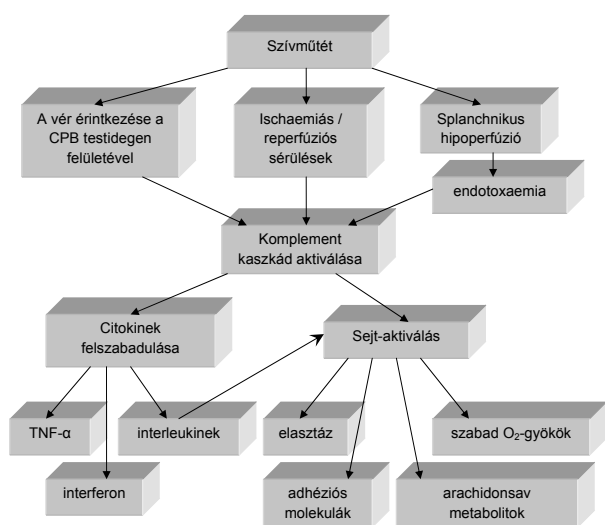 Szívműtét
A vér érintkezése a
CPB testidegen
felületével
Ischaemiás /
reperfúziós
sérülések
Splanchnikus
hipoperfúzió
endotoxaemia
Komplement
kaszkád aktiválása
Citokinek
felszabadulása
Sejt-aktiválás
TNF-α
interleukinek
elasztáz
szabad O₂-gyökök
interferon
adhéziós
molekulák
arachidonsav
metabolitok